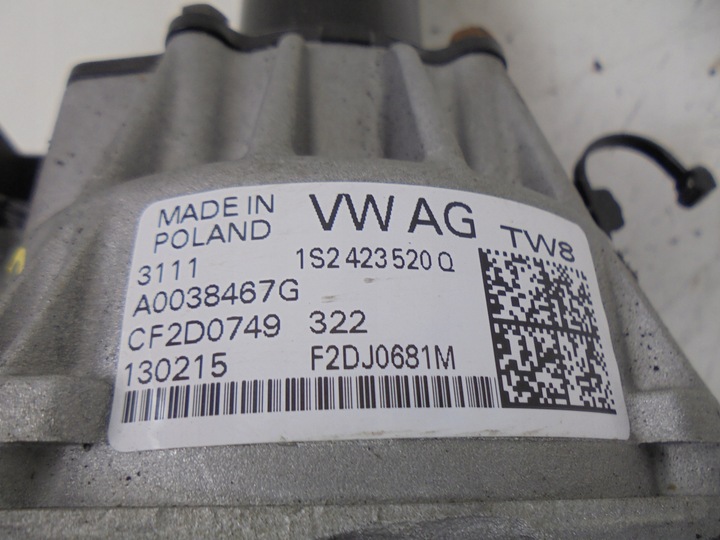 MADE IN
POLAND
VW AG
TW8
3111
1S2 423 520 Q
A0038467G
CF2D0749 322
130215 F2DJ0681M